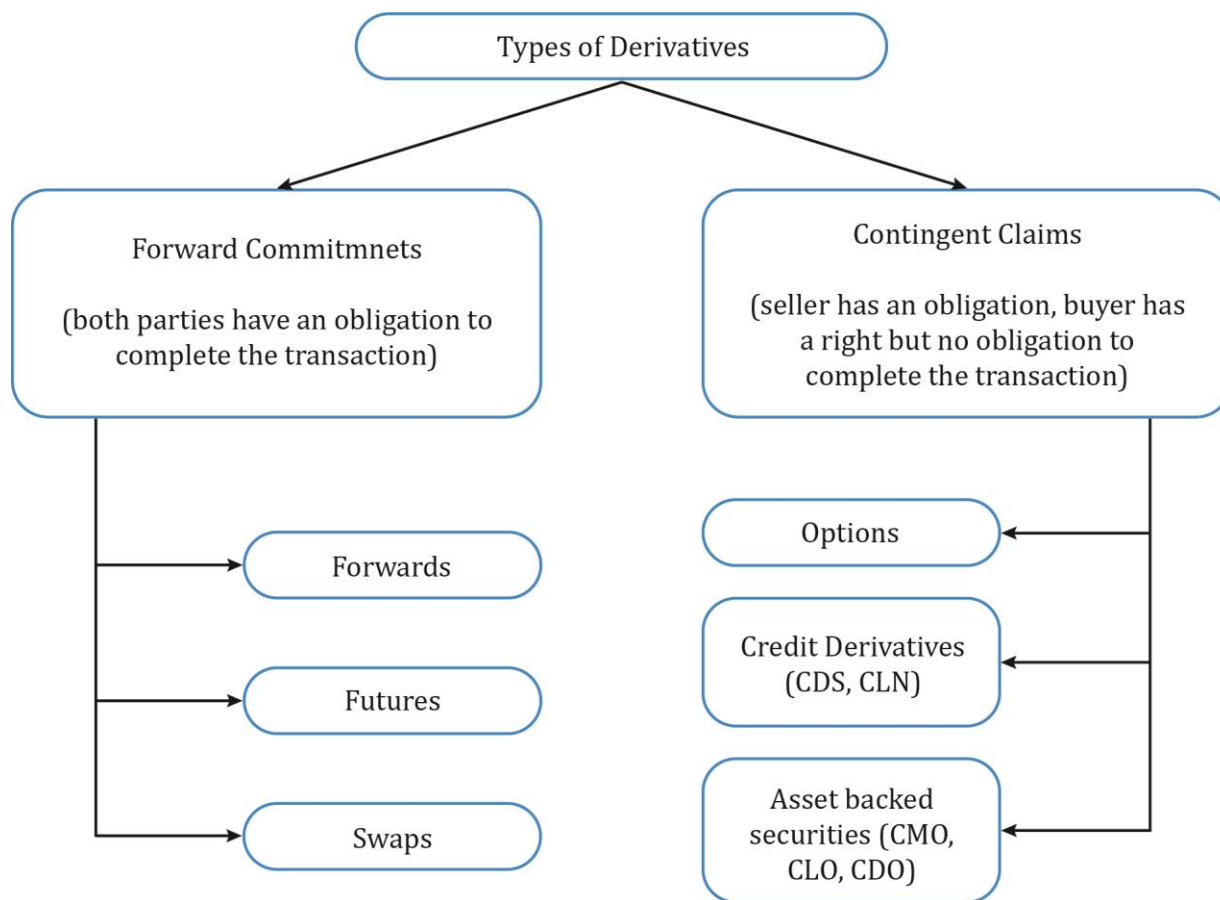 Types of Derivatives
Forward Commitmnets
(both parties have an obligation to
complete the transaction)
Contingent Claims
(seller has an obligation, buyer has
a right but no obligation to
complete the transaction)
Forwards
Futures
Swaps
Options
Credit Derivatives
(CDS, CLN)
Asset backed
securities (CMO,
CLO, CDO)